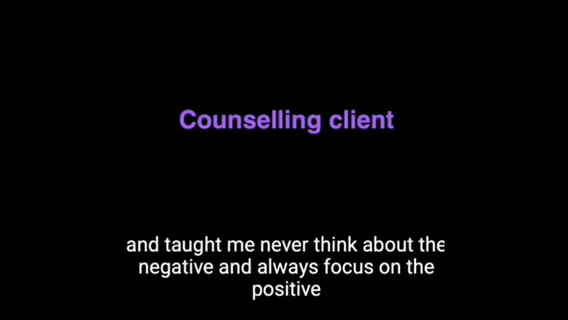 Counselling client
and taught me never think about the
negative and always focus on the
positive